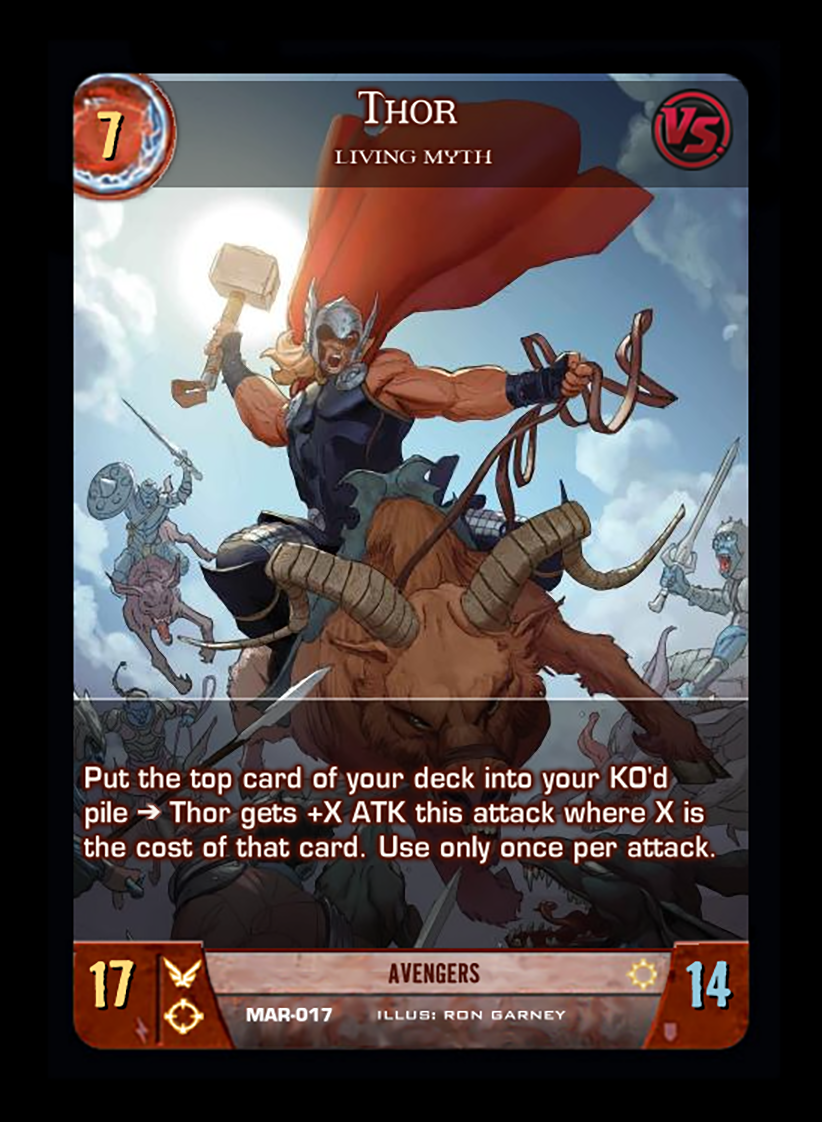 7
THOR
VS.
LIVING MYTH
Put the top card of your deck into your KO'd
pile ➔ Thor gets +X ATK this attack where X is
the cost of that card. Use only once per attack.
17
AVENGERS
14
MAR-017 ILLUS: RON GARNEY